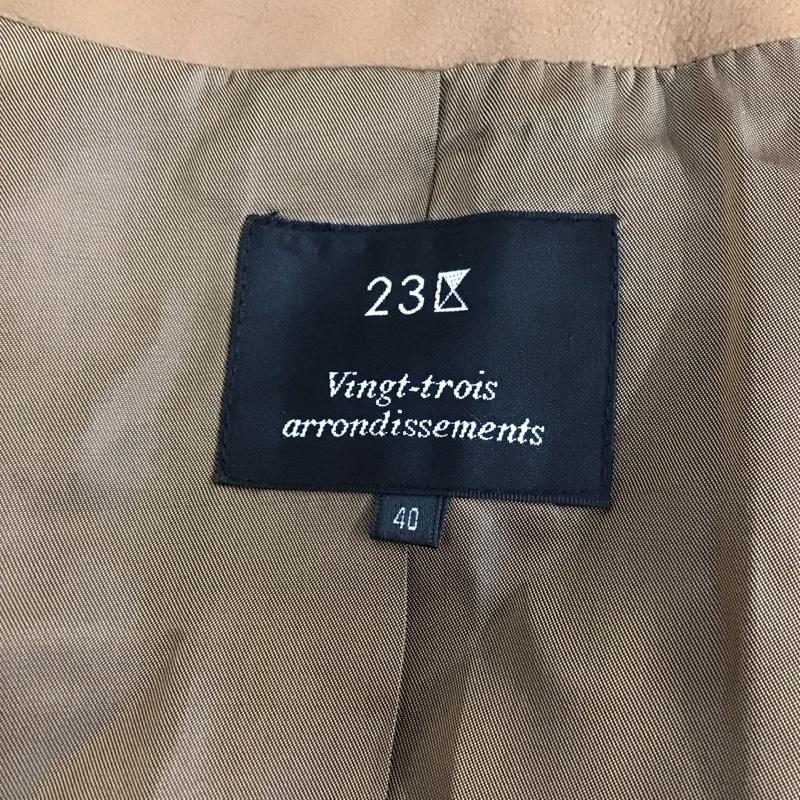 23区
Vingt-trois
arrondissements
40